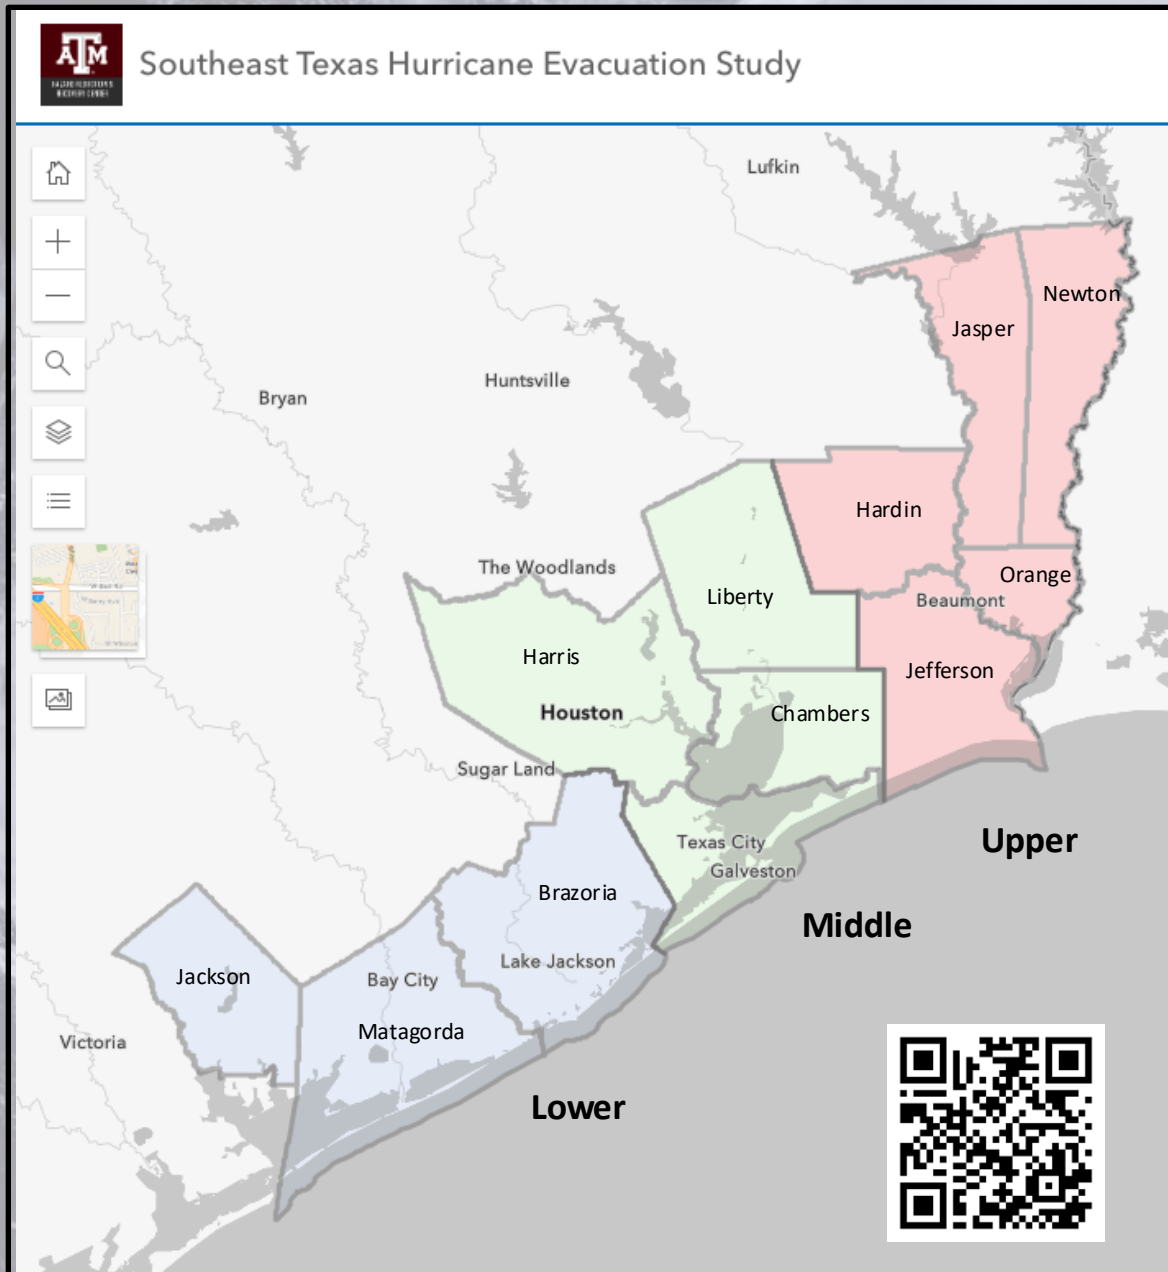 ATM
Southeast Texas Hurricane Evacuation Study
Lufkin
Newton
Jasper
Huntsville
Bryan
Hardin
The Woodlands
Orange
Liberty
Beaumont
Harris
Jefferson
Houston
Chambers
Sugar Land
Texas City
Upper
Galveston
Brazoria
Middle
Lake Jackson
Jackson
Bay City
Matagorda
Victoria
Lower